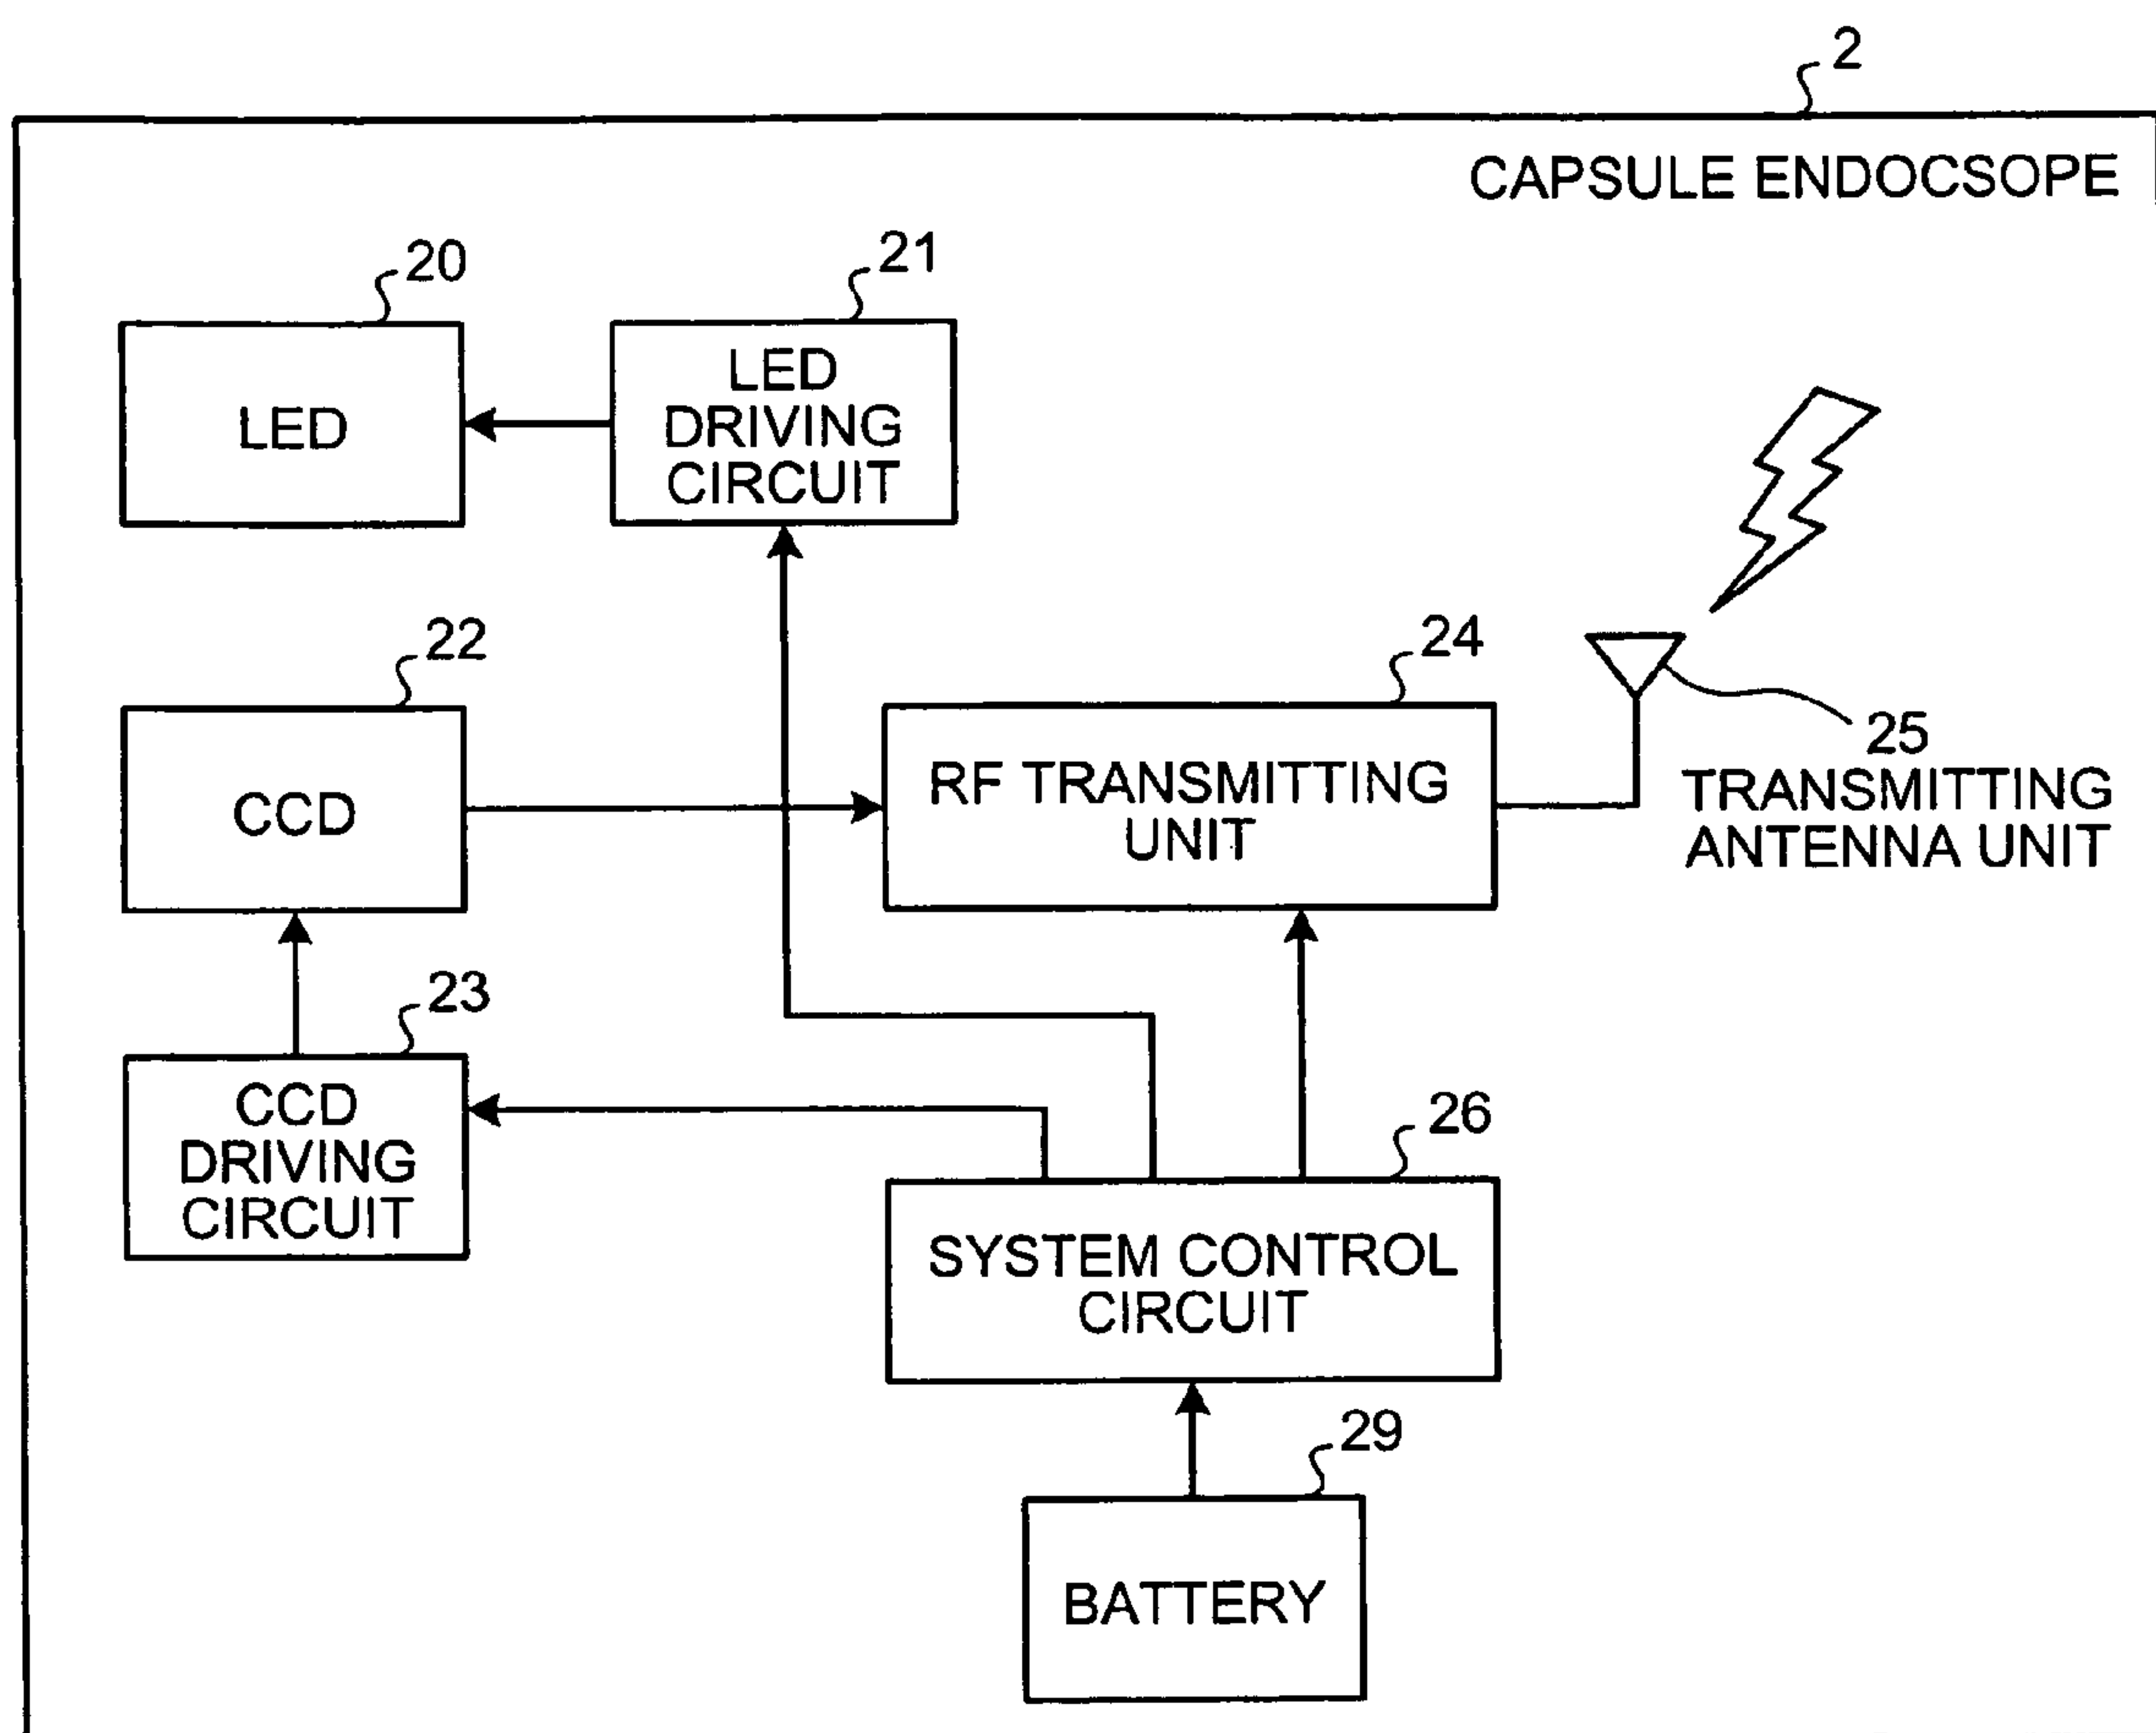 2
CAPSULE ENDOCSOPE
20
21
LED
LED
DRIVING
CIRCUIT
22
24
25
CCD
RF TRANSMITTING
UNIT
TRANSMITTING
ANTENNA UNIT
23
CCD
DRIVING
CIRCUIT
26
SYSTEM CONTROL
CIRCUIT
29
BATTERY